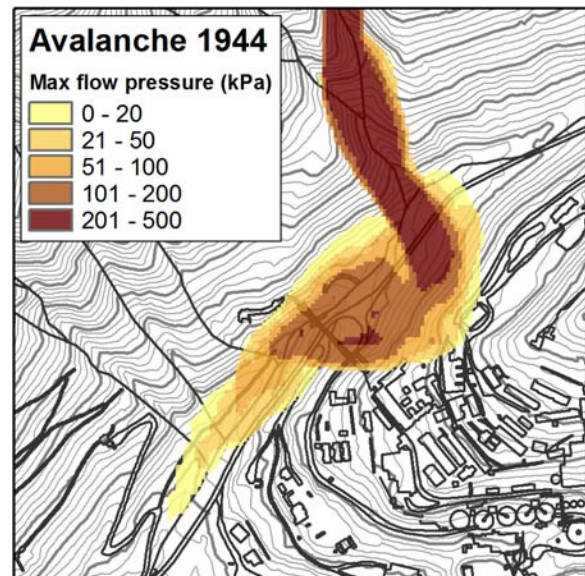 Avalanche 1944
Max flow pressure (kPa)
0 - 20
21 - 50
51 - 100
101 - 200
201 - 500